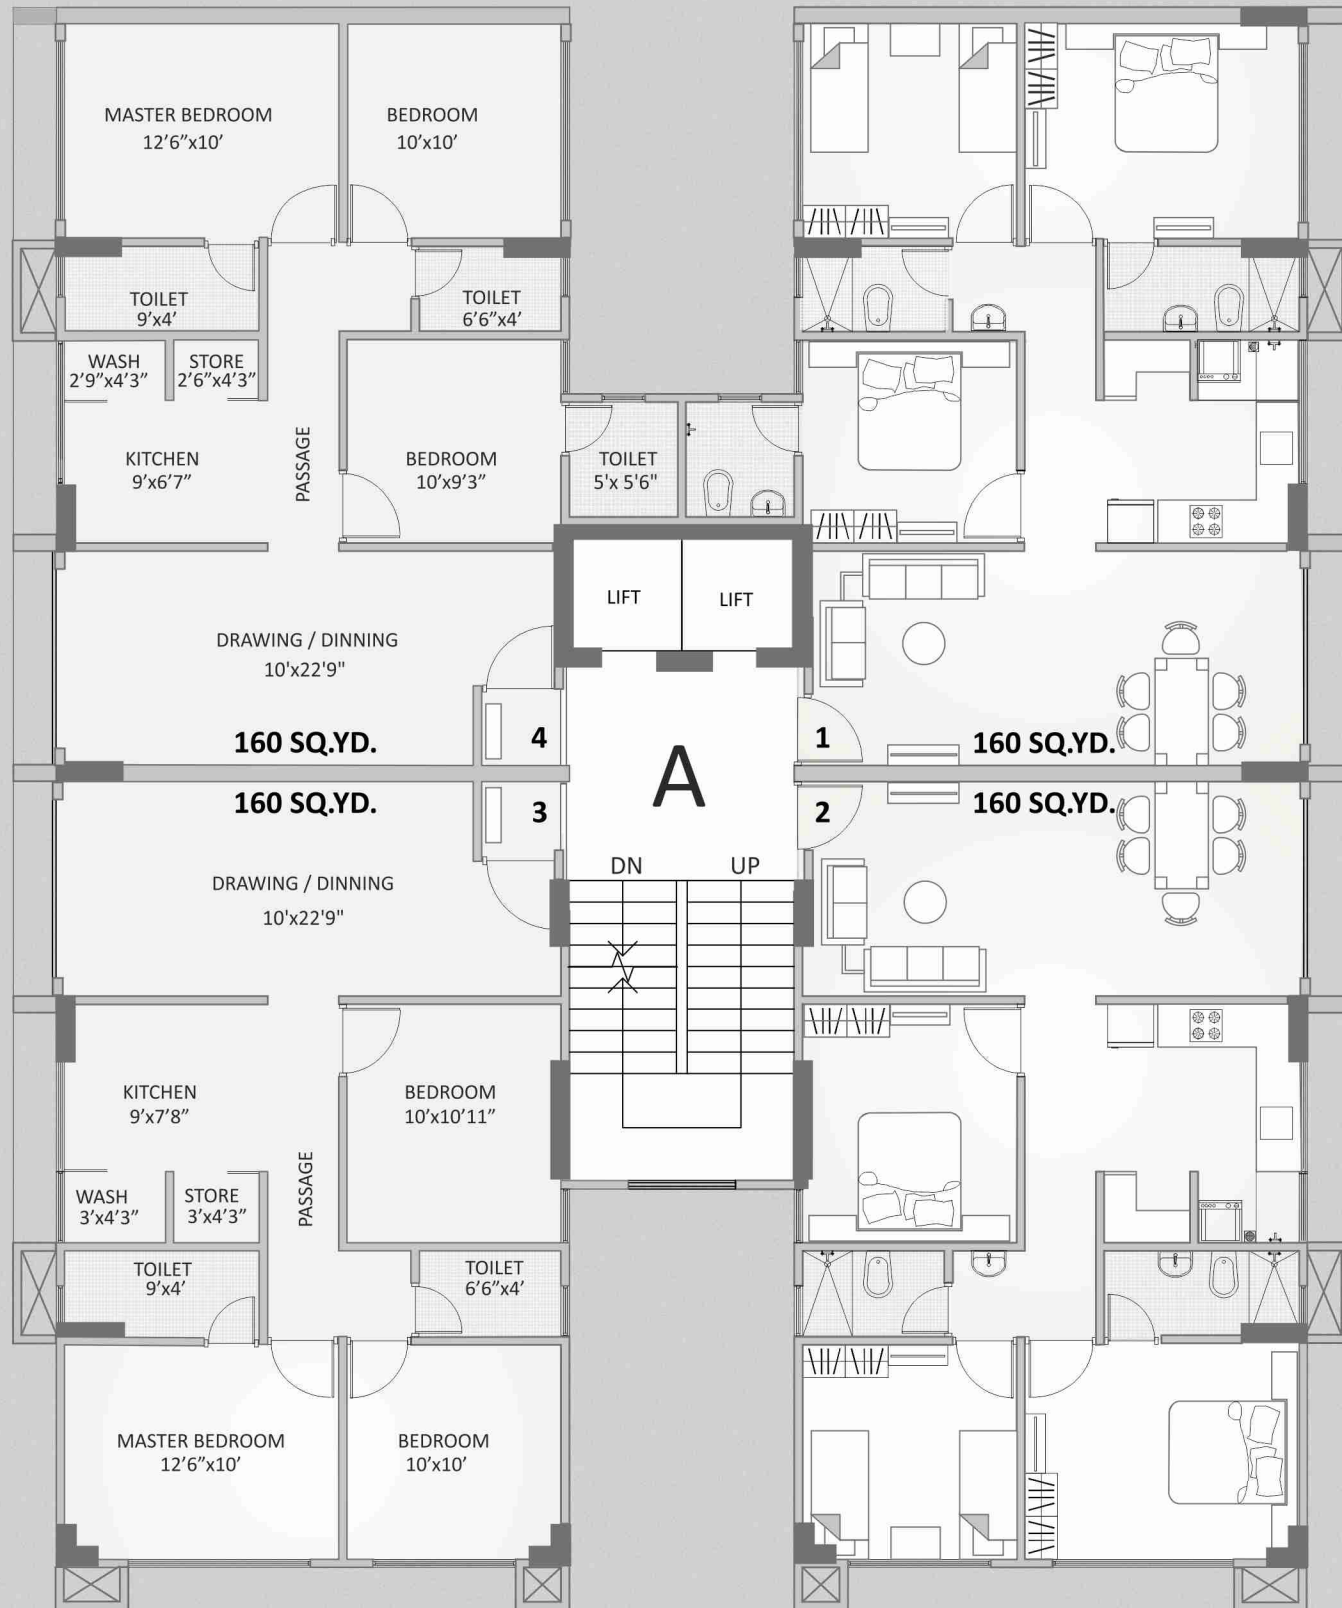 MASTER BEDROOM
12'6”x10’
BEDROOM
10’x10’
TOILET
9’x4’
TOILET
6’6”x4’
WASH
2’9”x4’3”
STORE
2’6”x4’3”
KITCHEN
9’x6’7”
PASSAGE
BEDROOM
10’x9’3”
TOILET
5'x 5'6"
LIFT
LIFT
DRAWING / DINNING
10'x22'9"
160 SQ.YD.
4
A
1
160 SQ.YD.
160 SQ.YD.
3
2
160 SQ.YD.
DN
UP
DRAWING / DINNING
10'x22'9"
KITCHEN
9’x7’8”
BEDROOM
10’x10’11”
PASSAGE
WASH
3’x4’3”
STORE
3’x4’3”
TOILET
9’x4’
TOILET
6’6”x4’
MASTER BEDROOM
12’6”x10’
BEDROOM
10’x10’